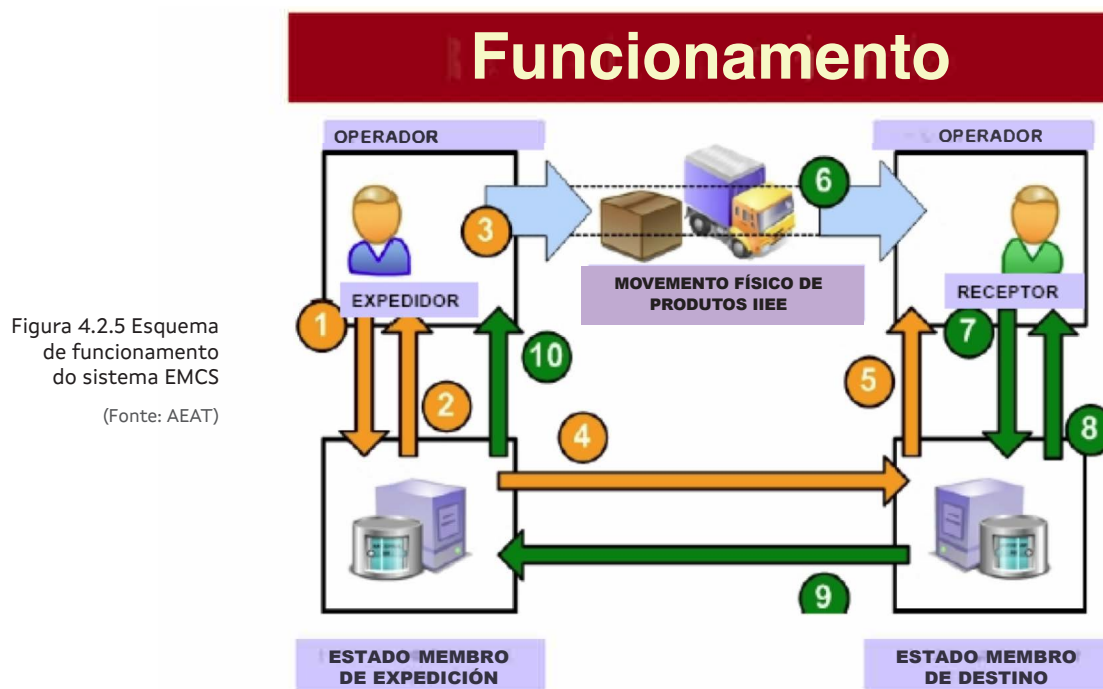 Funcionamento
OPERADOR
OPERADOR
6
3
MOVEMENTO FÍSICO DE
PRODUTOS IIEE
EXPEDIDOR
RECEPTOR
Figura 4.2.5 Esquema
de funcionamento
do sistema EMCS
(Fonte: AEAT)
1
7
10
5
2
4
8
9
ESTADO MEMBRO
DE EXPEDICIÓN
ESTADO MEMBRO
DE DESTINO